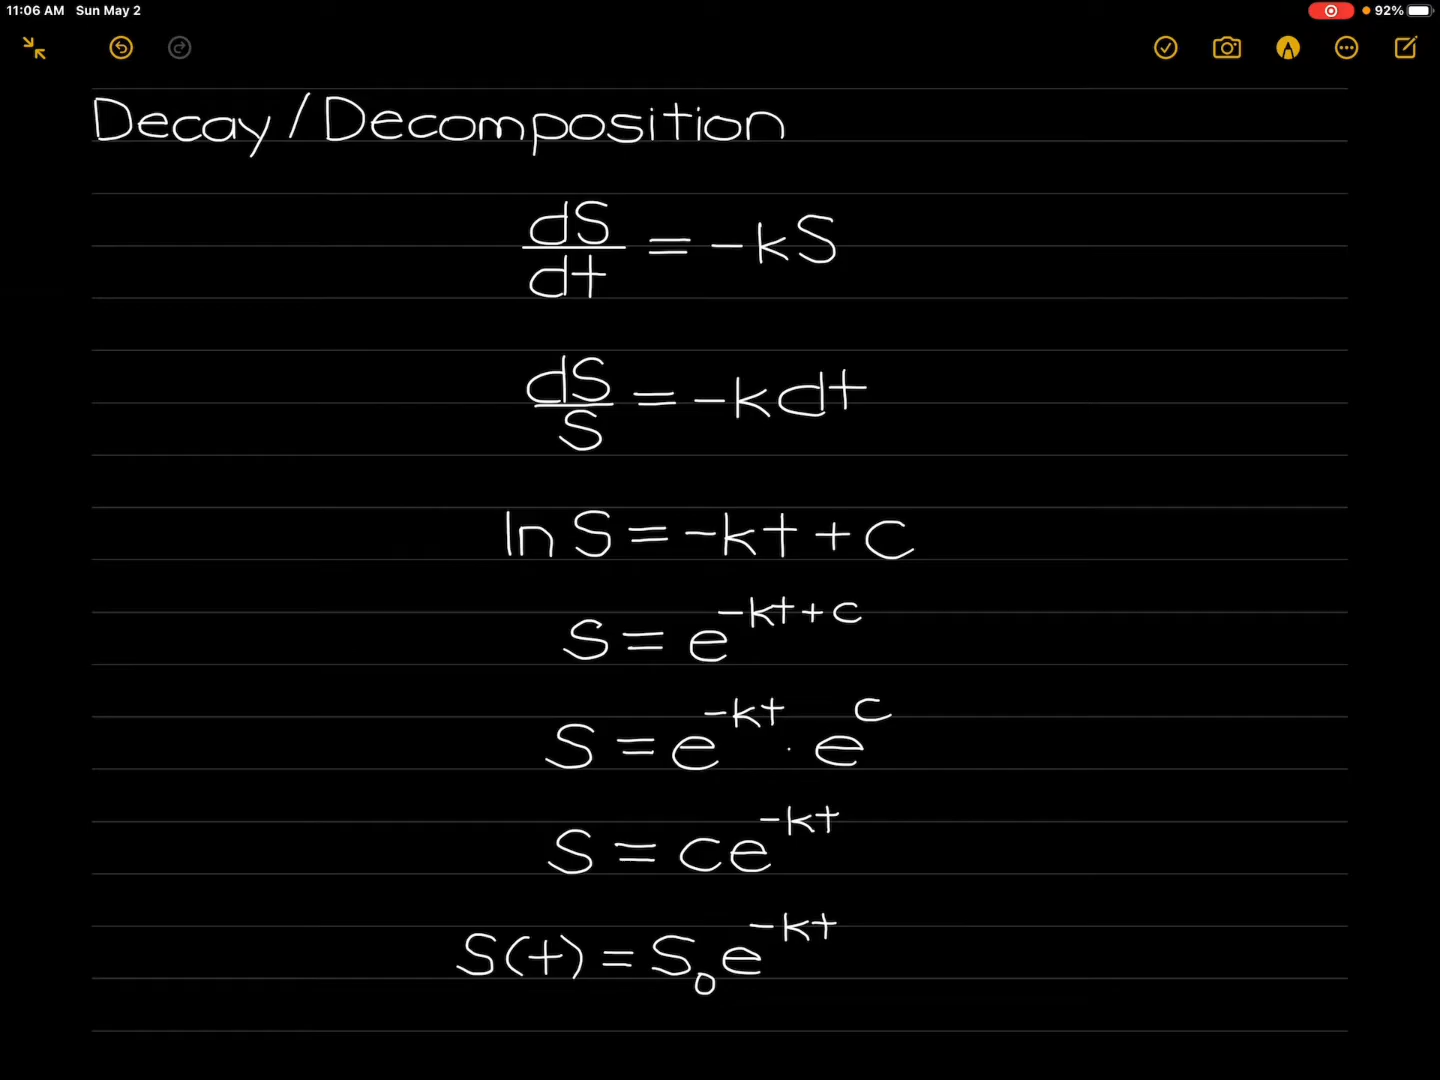 11:06 AM Sun May 2 92%
Decay/Decomposition
dS/dt = -kS
dS/S = -kdt
ln S = -kt + C
S = e^{-kt+c}
S = e^{-kt} · e^{c}
S = ce^{-kt}
S(t) = S₀e^{-kt}